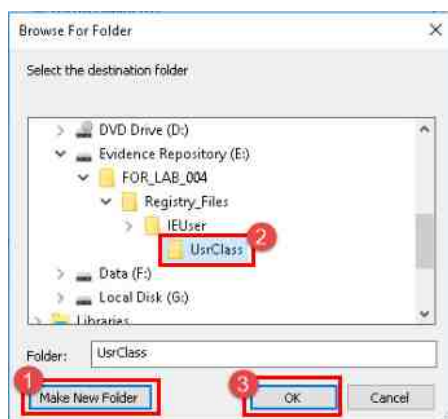 Browse For Folder
Select the destination folder
DVD Drive (D:)
Evidence Repository (E:)
FOR_LAB_004
Registry_Files
IEUser
2
UsrClass
Data (F:)
Local Disk (G:)
Libraries
Folder: UsrClass
1 3
Make New Folder OK Cancel